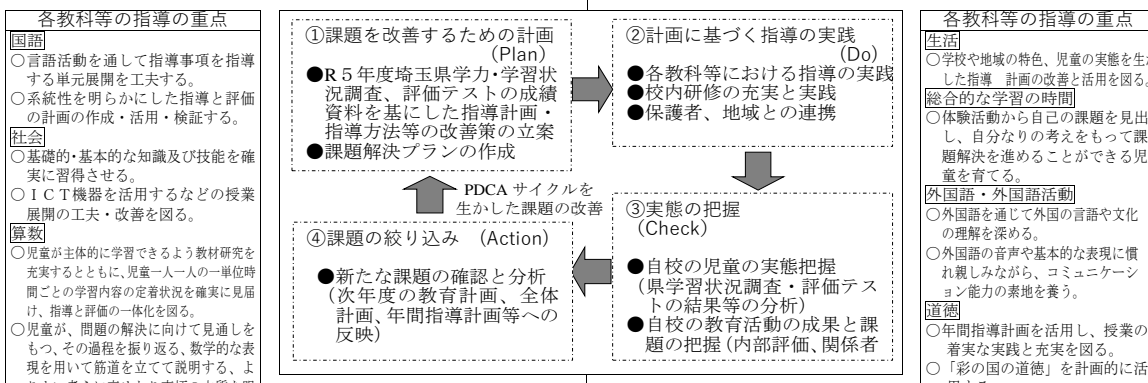 各教科等の指導の重点
国語
○言語活動を通して指導事項を指導
する単元展開を工夫する。
○系統性を明らかにした指導と評価
の計画の作成・活用・検証する。
社会
○基礎的・基本的な知識及び技能を確
実に習得させる。
○ＩＣＴ機器を活用するなどの授業
展開の工夫・改善を図る。
算数
○児童が主体的に学習できるよう教材研究を
充実するとともに、児童一人一人の一単位時
間ごとの学習内容の定着状況を確実に見届
け、指導と評価の一体化を図る。
○児童が、問題の解決に向けて見通しを
もつ、その過程を振り返る、数学的な表
現を用いて筋道を立てて説明する、よ
①課題を改善するための計画
(Plan)
●R５年度埼玉県学力・学習状
況調査、評価テストの成績
資料を基にした指導計画・
指導方法等の改善策の立案
●課題解決プランの作成
②計画に基づく指導の実践
(Do)
●各教科等における指導の実践
●校内研修の充実と実践
●保護者、地域との連携
PDCA サイクルを
生かした課題の改善
③実態の把握
(Check)
●自校の児童の実態把握
(県学習状況調査・評価テス
トの結果等の分析)
●自校の教育活動の成果と課
題の把握(内部評価、関係者
④課題の絞り込み (Action)
●新たな課題の確認と分析
(次年度の教育計画、全体
計画、年間指導計画等への
反映)
各教科等の指導の重点
生活
○学校や地域の特色、児童の実態を生か
した指導 計画の改善と活用を図る。
総合的な学習の時間
○体験活動から自己の課題を見出
し、自分なりの考えをもって課
題解決を進めることができる児
童を育てる。
外国語・外国語活動
○外国語を通じて外国の言語や文化
の理解を深める。
○外国語の音声や基本的な表現に慣
れ親しみながら、コミュニケーシ
ョン能力の素地を養う。
道徳
○年間指導計画を活用し、授業の
着実な実践と充実を図る。
○「彩の国の道徳」を計画的に活